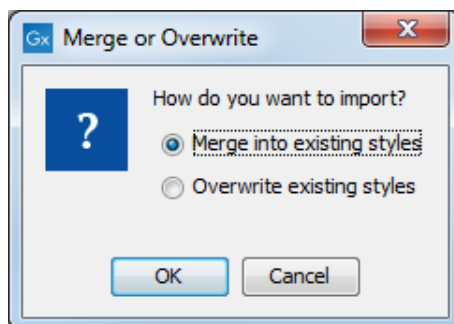 Gx Merge or Overwrite
X
?
How do you want to import?
Merge into existing styles
Overwrite existing styles
OK Cancel